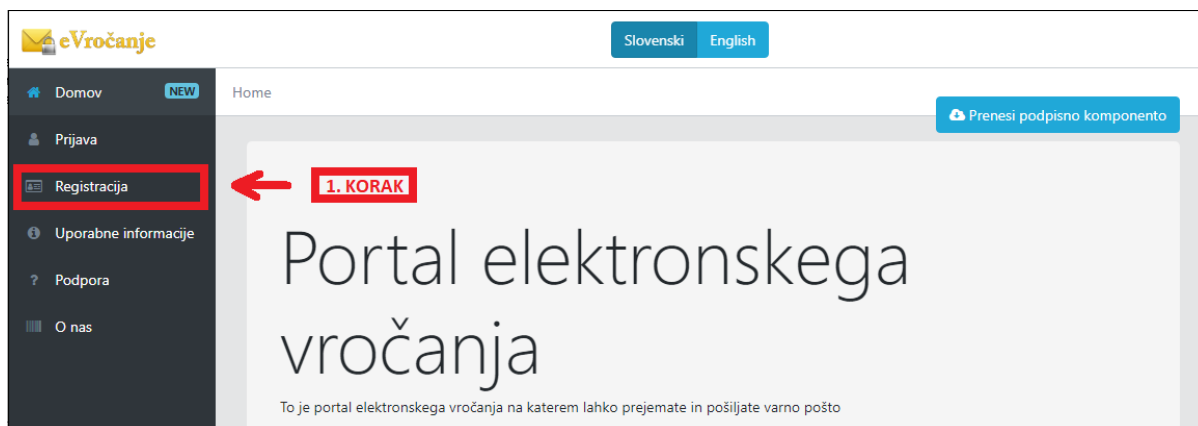 eVročanje
Slovenski English
Domov NEW
Home
Prenesi podpisno komponento
Prijava
Registracija
1. KORAK
Uporabne informacije
Portal elektronskega
vročanja
? Podpora
O nas
To je portal elektronskega vročanja na katerem lahko prejemate in pošiljate varno pošto